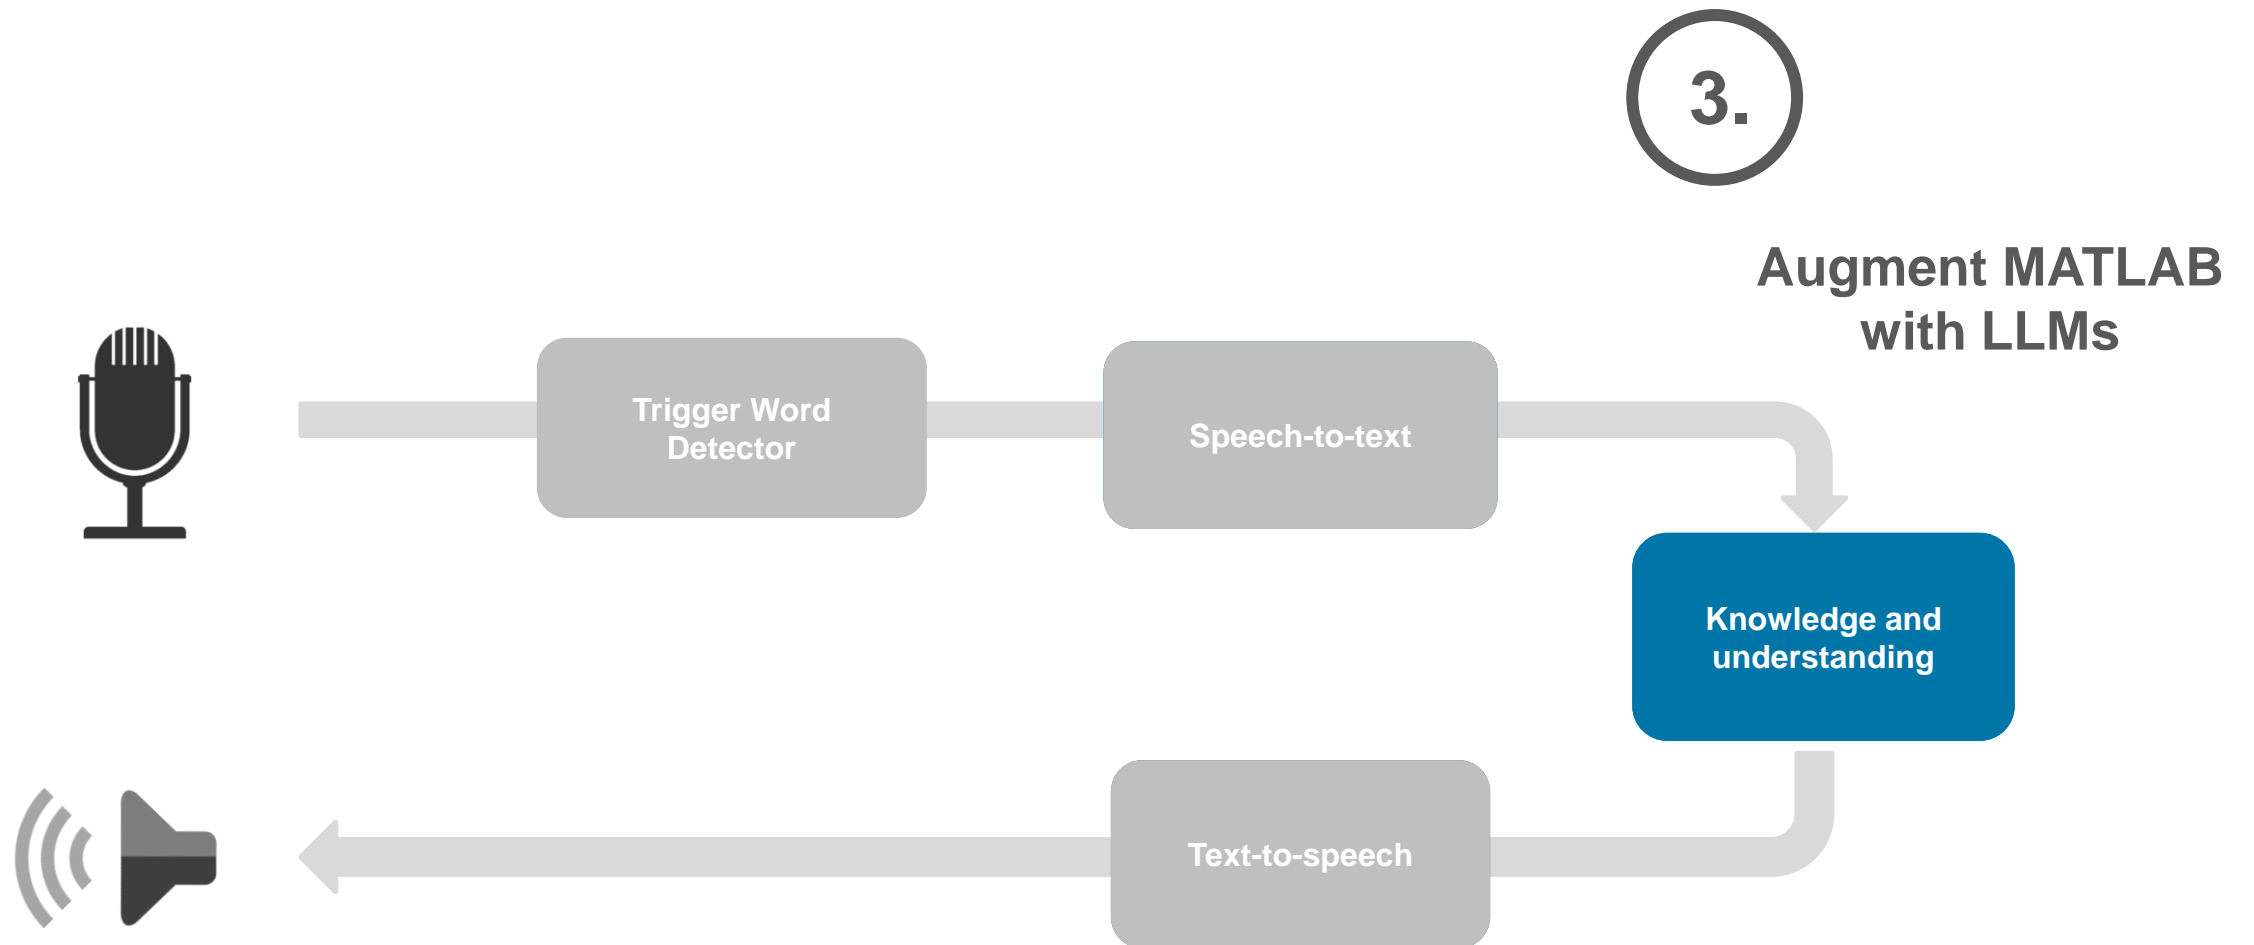 3.
Augment MATLAB
with LLMs
Trigger Word
Detector
Speech-to-text
Knowledge and
understanding
Text-to-speech